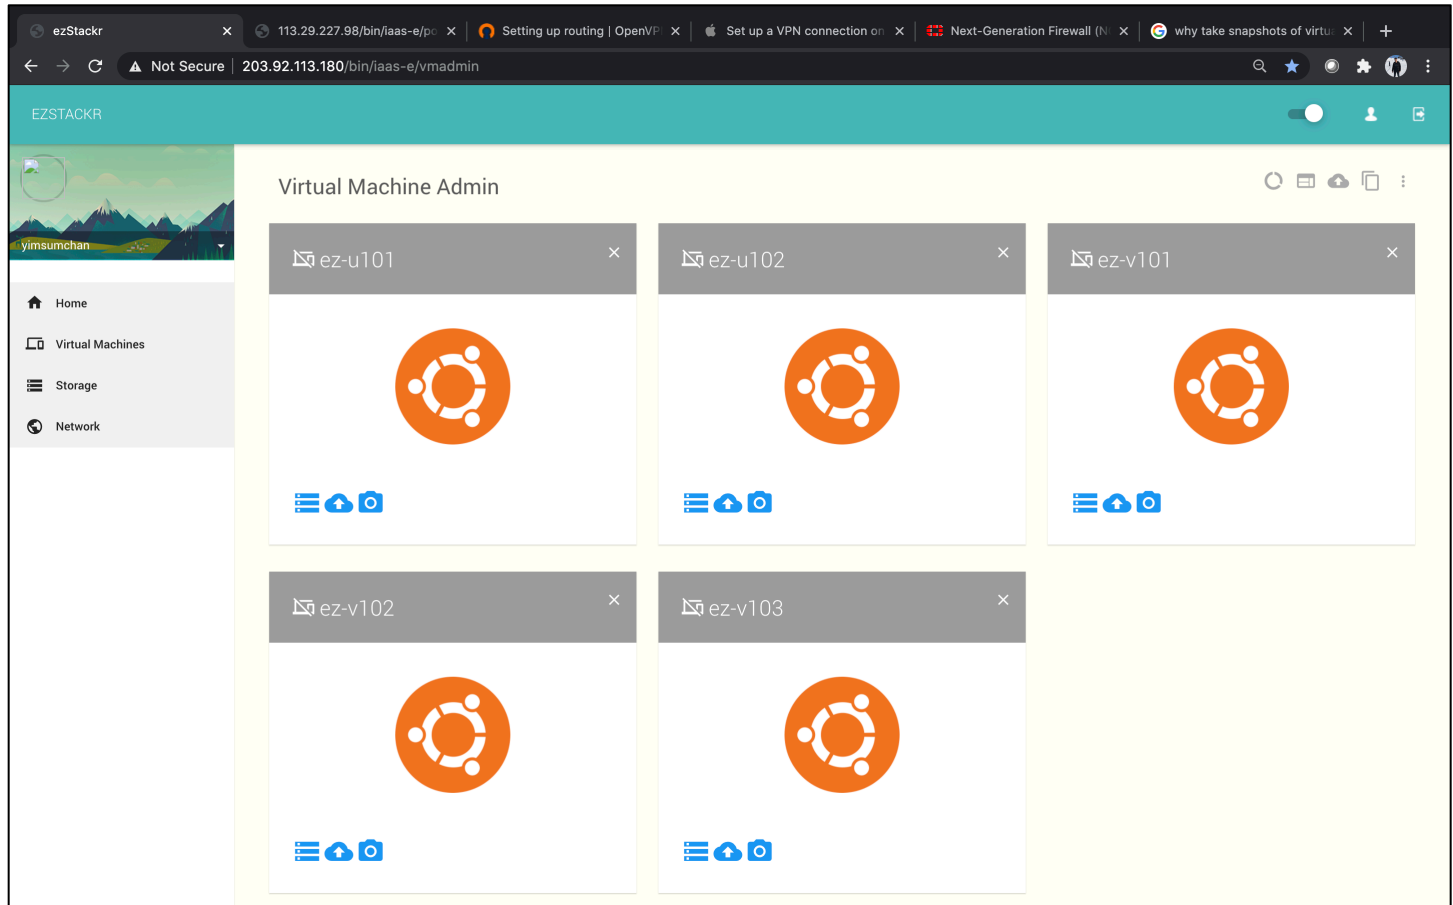 ezStackr
113.29.227.98/bin/iaas-e/po
Setting up routing | OpenVP
Set up a VPN connection on
Next-Generation Firewall (N
why take snapshots of virtu
Not Secure
203.92.113.180/bin/iaas-e/vmadmin
EZSTACKR
yimsumchan
Home
Virtual Machines
Storage
Network
Virtual Machine Admin
ez-u101
ez-u102
ez-v101
ez-v102
ez-v103